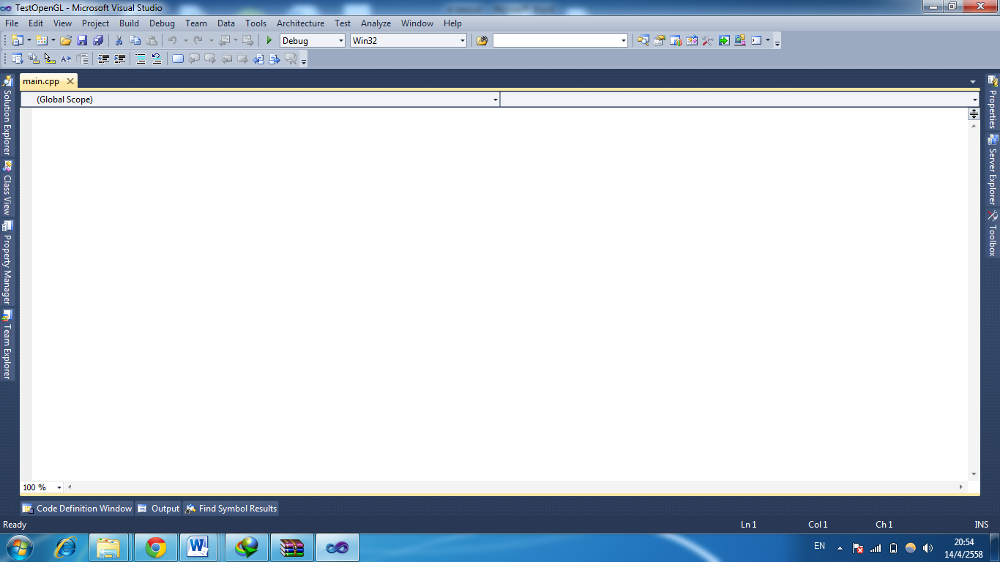 TestOpenGL - Microsoft Visual Studio
File Edit View Project Build Debug Team Data Tools Architecture Test Analyze Window Help
Debug Win32
main.cpp
(Global Scope)
Solution Explorer
Class View
Property Manager
Team Explorer
Properties
Server Explorer
Toolbox
100 %
Code Definition Window Output Find Symbol Results
Ready Ln 1 Col 1 Ch 1 INS
EN 20:54
14/4/2558